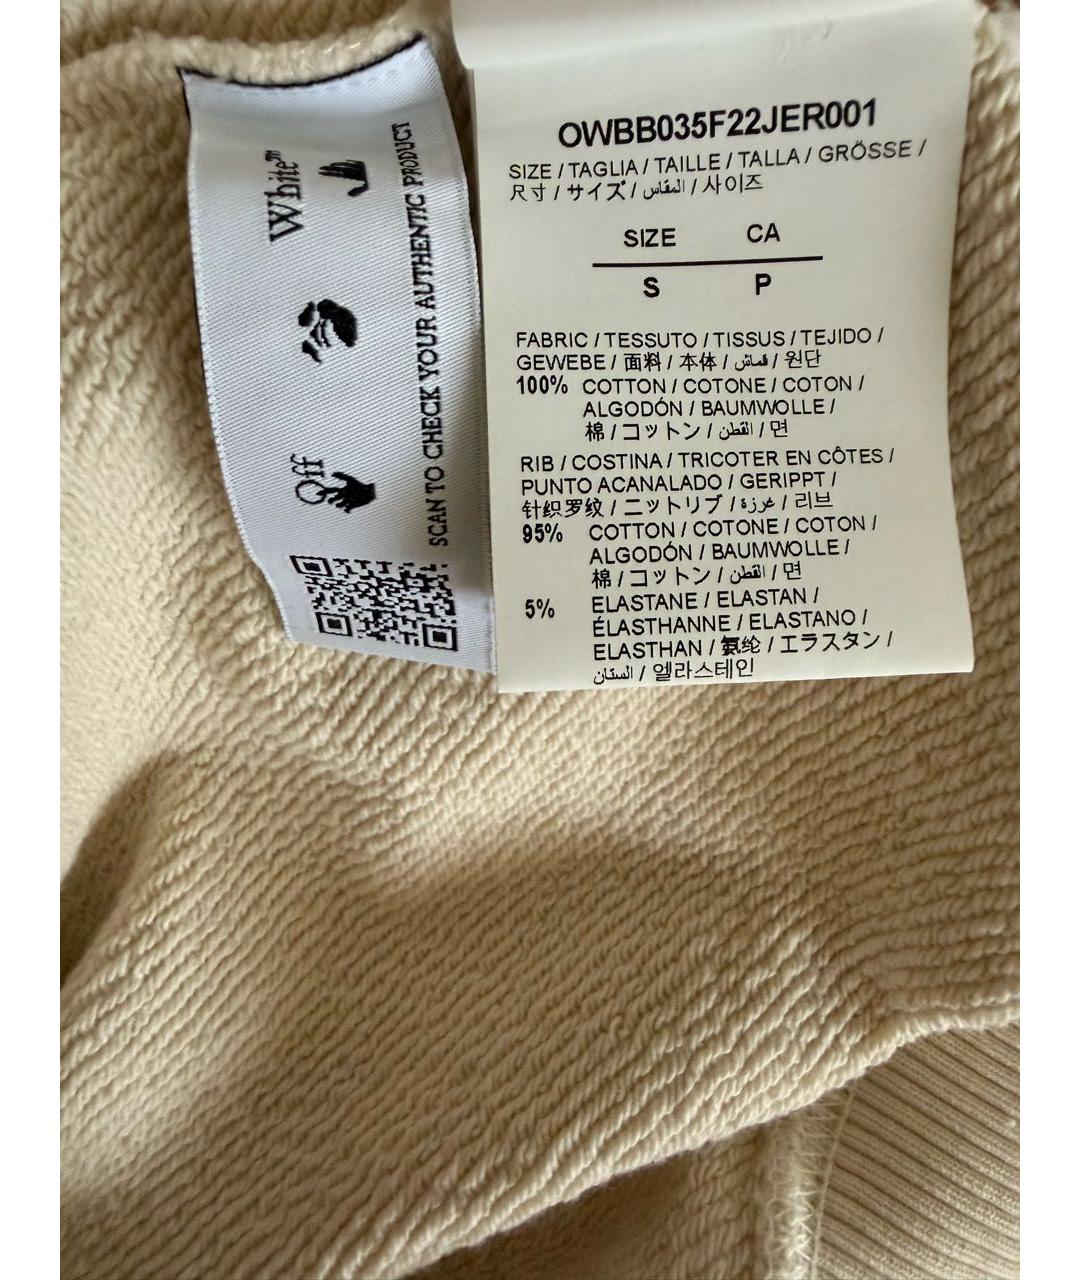 Off White™
SCAN TO CHECK YOUR AUTHENTIC PRODUCT
OWBB035F22JER001
SIZE / TAGLIA / TAILLE / TALLA / GRÖSSE /
尺寸 / サイズ / المقاس / 사이즈
SIZE CA
S P
FABRIC / TESSUTO / TISSUS / TEJIDO /
GEWEBE / 面料 / 本体 / قماش / 원단
100% COTTON / COTONE / COTON /
ALGODÓN / BAUMWOLLE /
棉 / コットン / القطن / 면
RIB / COSTINA / TRICOTER EN CÔTES /
PUNTO ACANALADO / GERIPPT /
针织罗纹 / ニットリブ / غرزة / 리브
95% COTTON / COTONE / COTON /
ALGODÓN / BAUMWOLLE /
棉 / コットン / القطن / 면
5% ELASTANE / ELASTAN /
ÉLASTHANNE / ELASTANO /
ELASTHAN / 氨纶 / エラスタン /
الستان / 엘라스테인